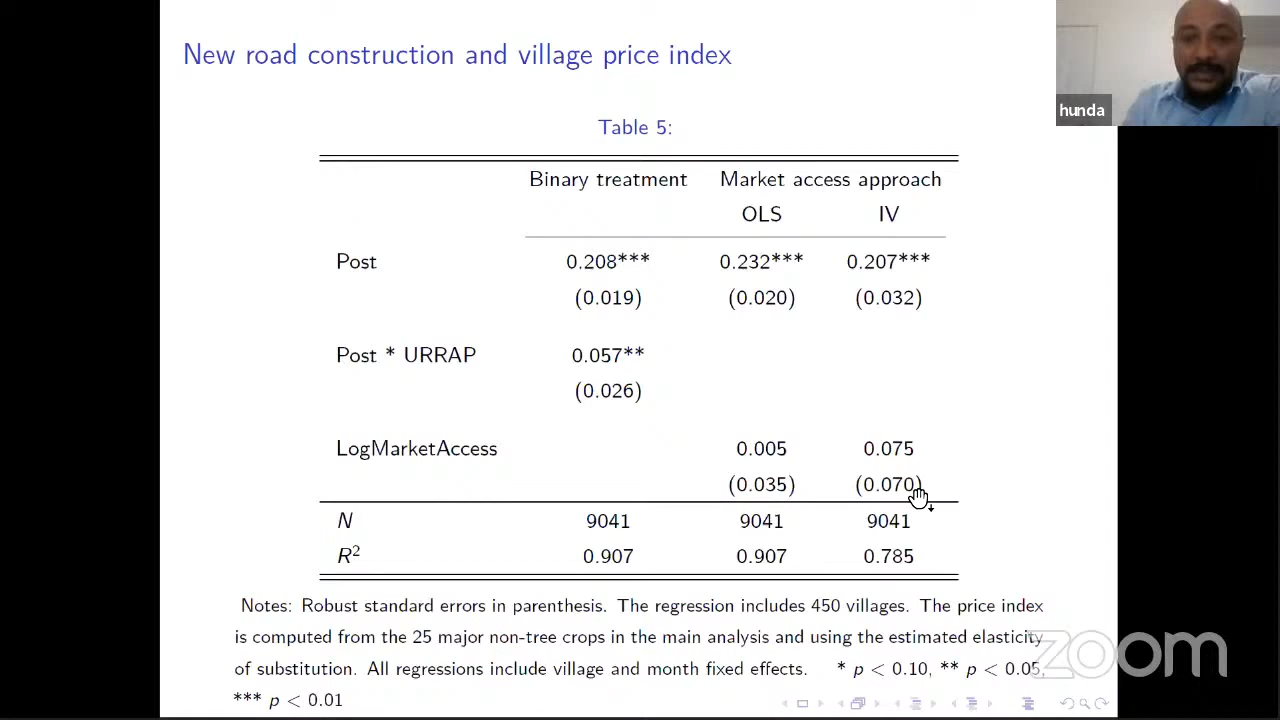 New road construction and village price index
hunda
Table 5:
Binary treatment Market access approach
OLS IV
Post 0.208*** 0.232*** 0.207***
(0.019) (0.020) (0.032)
Post * URRAP 0.057**
(0.026)
LogMarketAccess 0.005 0.075
(0.035) (0.070)
N 9041 9041 9041
R² 0.907 0.907 0.785
Notes: Robust standard errors in parenthesis. The regression includes 450 villages. The price index
is computed from the 25 major non-tree crops in the main analysis and using the estimated elasticity
of substitution. All regressions include village and month fixed effects. * p < 0.10, ** p < 0.05,
*** p < 0.01
zoom